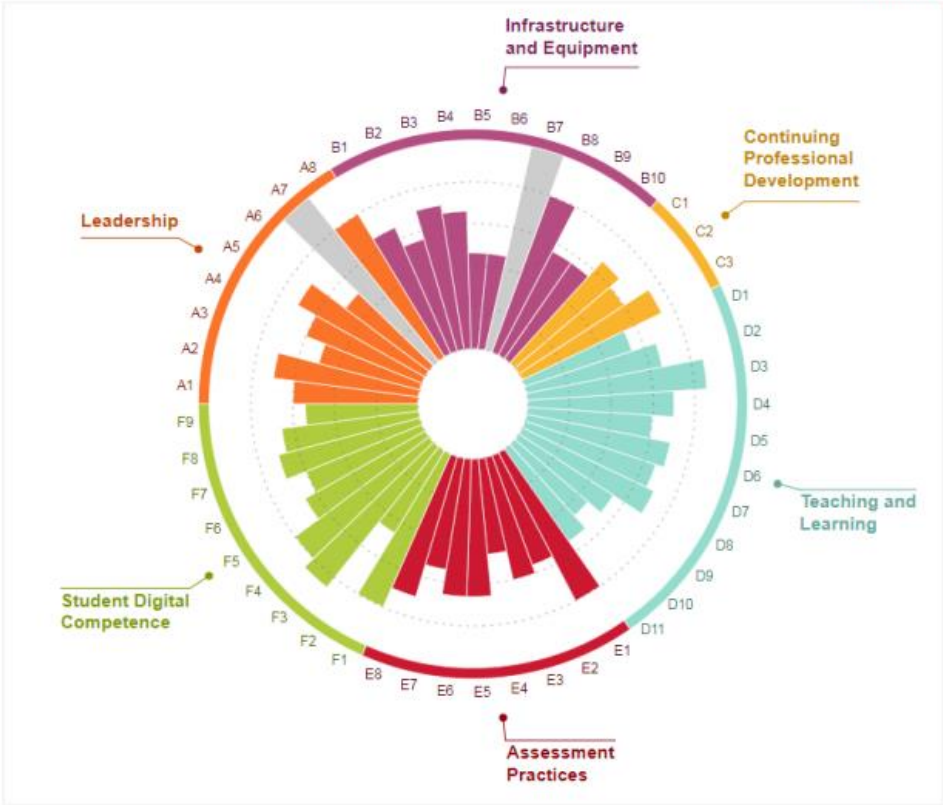 Infrastructure
and Equipment
Continuing
Professional
Development
Leadership
Teaching and
Learning
Student Digital
Competence
Assessment
Practices
A1
A2
A3
A4
A5
A6
A7
A8
B1
B2
B3
B4
B5
B6
B7
B8
B9
B10
C1
C2
C3
D1
D2
D3
D4
D5
D6
D7
D8
D9
D10
D11
E1
E2
E3
E4
E5
E6
E7
E8
F1
F2
F3
F4
F5
F6
F7
F8
F9